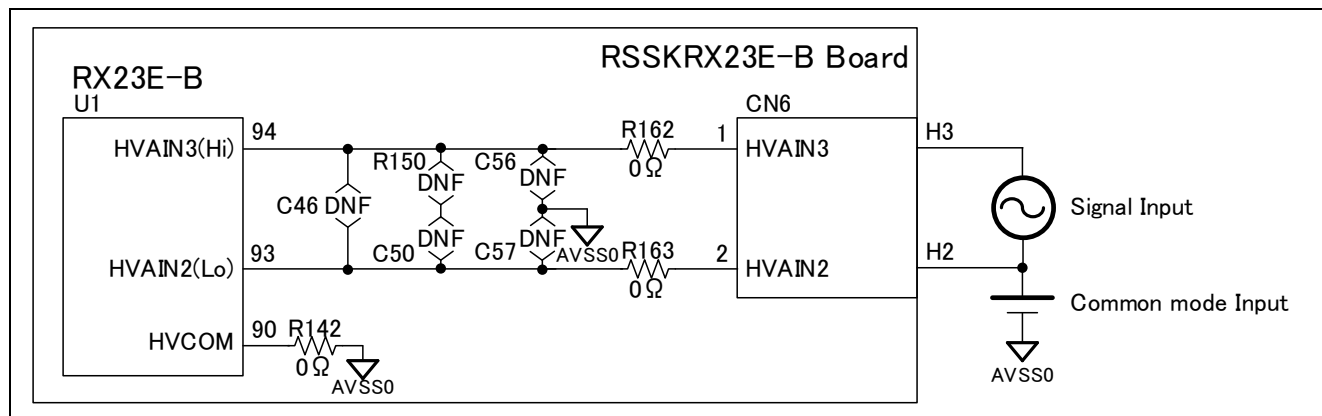 RSSKRX23E-B Board
RX23E-B
U1
CN6
HVAIN3(Hi)
94
R150
C56
R162
0Ω
1
HVAIN3
H3
DNF
DNF
C46 DNF
Signal Input
DNF
DNF
AVSS0
HVAIN2(Lo)
93
C50
C57
R163
0Ω
2
HVAIN2
H2
Common mode Input
HVCOM
90
R142
0Ω
AVSS0
AVSS0